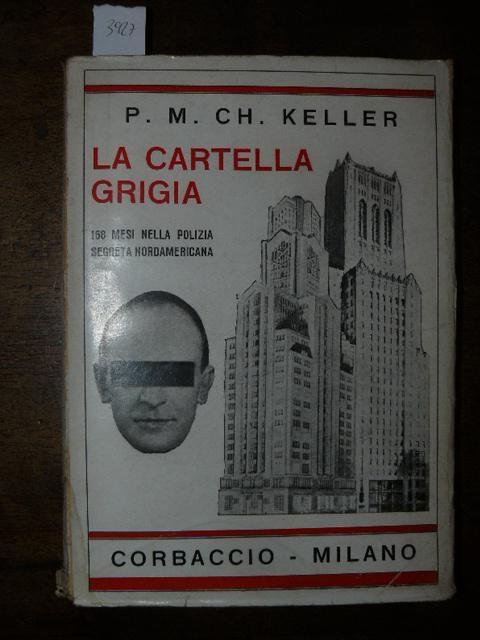 3927
P. M. CH. KELLER
LA CARTELLA
GRIGIA
168 MESI NELLA POLIZIA
SEGRETA NORDAMERICANA
CORBACCIO - MILANO